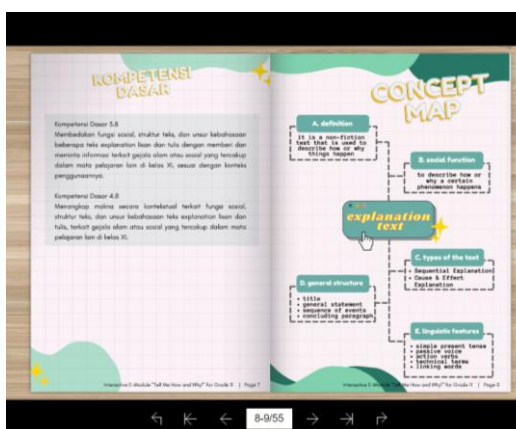 KOMPETENSI
DASAR
Kompetensi Dasar 3.8
Membedakan fungsi sosial, struktur teks, dan unsur kebahasaan
beberapa teks explanation lisan dan tulis dengan memberi dan
meminta informasi terkait gejala alam atau sosial yang tercakup
dalam mata pelajaran lain di kelas XI, sesuai dengan konteks
penggunaannya.
Kompetensi Dasar 4.8
Menangkap makna secara kontekstual terkait fungsi sosial,
struktur teks, dan unsur kebahasaan teks explanation lisan dan
tulis, terkait gejala alam atau sosial yang tercakup dalam mata
pelajaran lain di kelas XI.
Interactive E-Module "Tell Me How and Why" for Grade 11 | Page 7
CONCEPT
MAP
A. definition
it is a non-fiction
text that is used to
describe how or why
things happen
B. social function
to describe how or
why a certain
phenomenon happens
explanation
text
C. types of the text
• Sequential Explanation
• Cause & Effect
Explanation
D. general structure
• title
• general statement
• sequence of events
• concluding paragraph
E. linguistic features
• simple present tense
• passive voice
• action verbs
• technical terms
• linking words
Interactive E-Module "Tell Me How and Why" for Grade 11 | Page 8
8-9/55